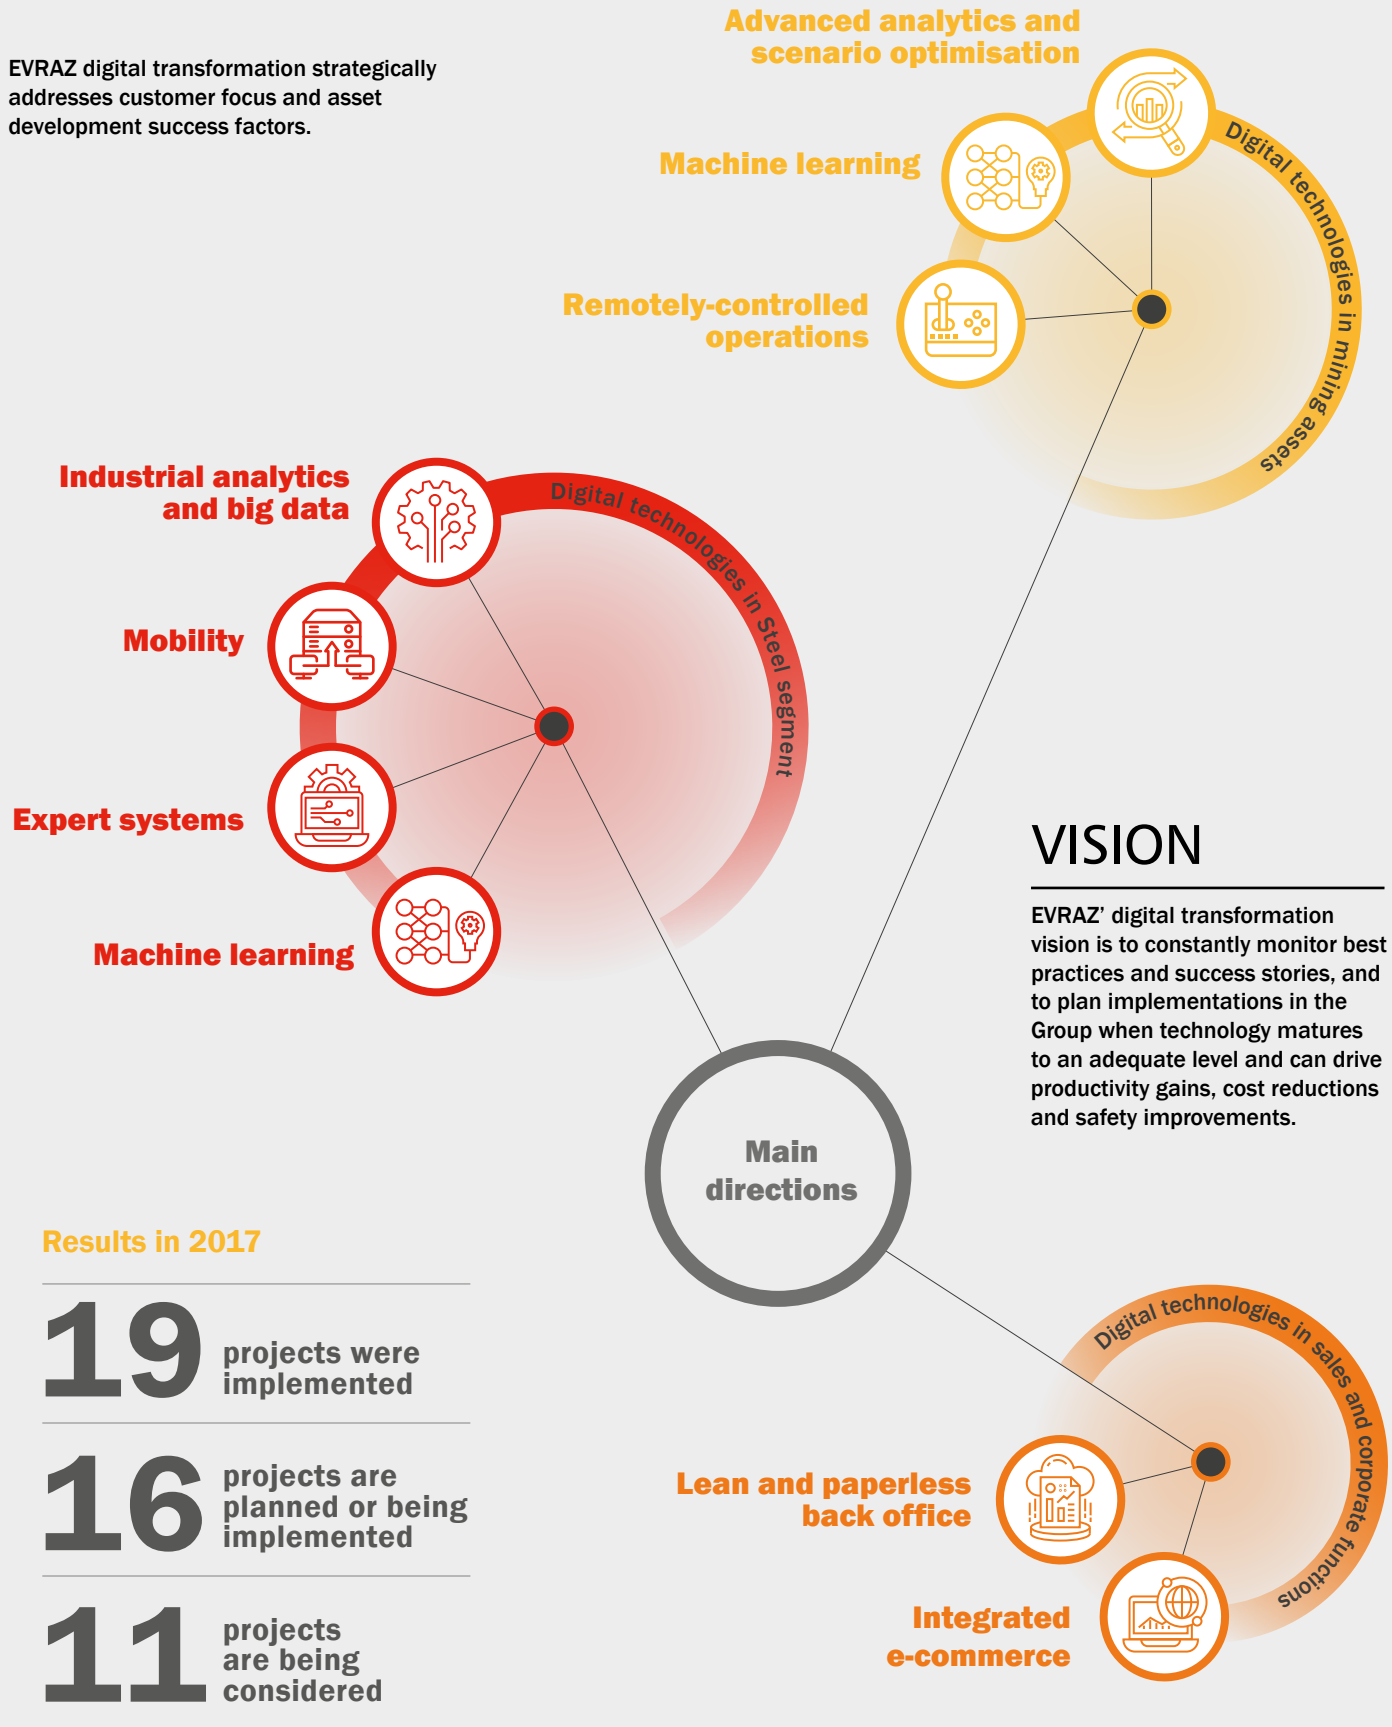 EVRAZ digital transformation strategically
addresses customer focus and asset
development success factors.
Advanced analytics and
scenario optimisation
Machine learning
Remotely-controlled
operations
Digital technologies in mining assets
Industrial analytics
and big data
Mobility
Expert systems
Machine learning
Digital technologies in Steel segment
VISION
EVRAZ’ digital transformation
vision is to constantly monitor best
practices and success stories, and
to plan implementations in the
Group when technology matures
to an adequate level and can drive
productivity gains, cost reductions
and safety improvements.
Main
directions
Results in 2017
19
projects were
implemented
16
projects are
planned or being
implemented
11
projects
are being
considered
Digital technologies in sales and corporate functions
Lean and paperless
back office
Integrated
e-commerce